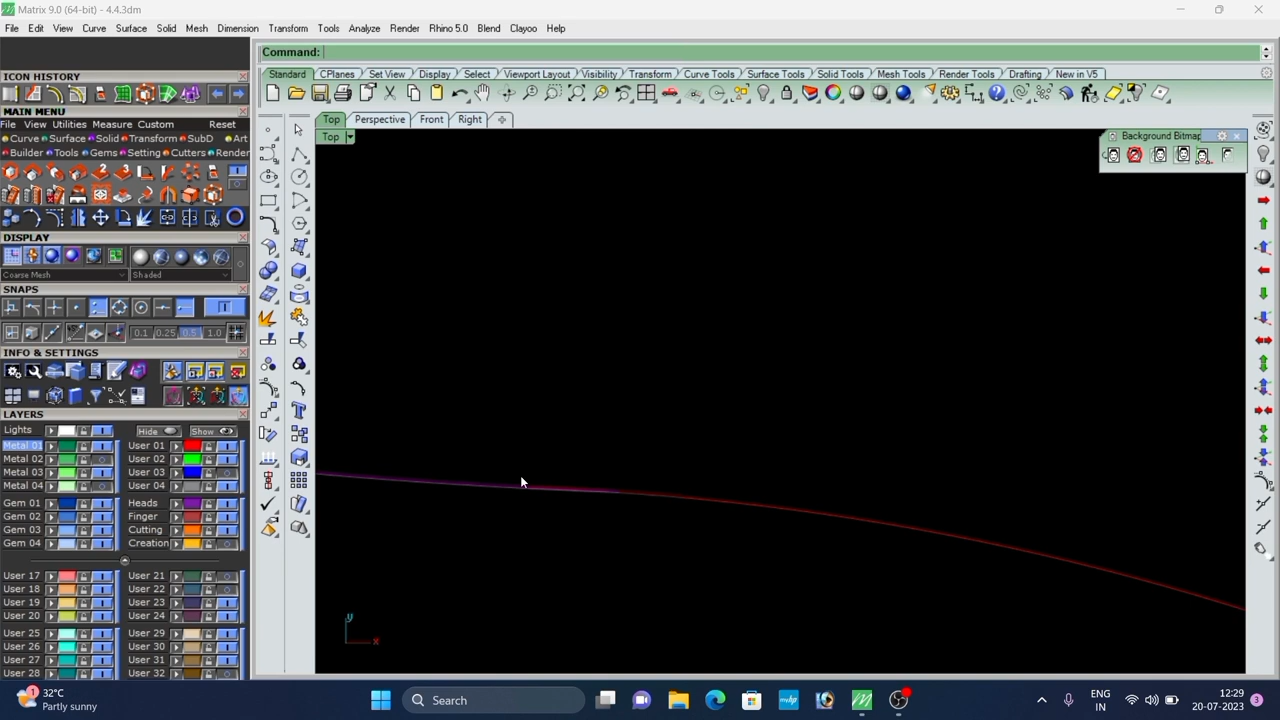 Matrix 9.0 (64-bit) - 4.4.3dm
File Edit View Curve Surface Solid Mesh Dimension Transform Tools Analyze Render Rhino 5.0 Blend Clayoo Help
Command:
ICON HISTORY
Standard CPlanes Set View Display Select Viewport Layout Visibility Transform Curve Tools Surface Tools Solid Tools Mesh Tools Render Tools Drafting New in V5
MAIN MENU
File View Utilities Measure Custom Reset
Curve Surface Solid Transform SubD Art
Builder Tools Gems Setting Cutters Render
Top Perspective Front Right
Top
Background Bitmap
DISPLAY
Coarse Mesh Shaded
SNAPS
0.1 0.25 0.5 1.0
INFO & SETTINGS
LAYERS
Lights Hide Show
Metal 01 User 01
Metal 02 User 02
Metal 03 User 03
Metal 04 User 04
Gem 01 Heads
Gem 02 Finger
Gem 03 Cutting
Gem 04 Creation
User 17 User 21
User 18 User 22
User 19 User 23
User 20 User 24
User 25 User 29
User 26 User 30
User 27 User 31
User 28 User 32
y
x
1
32°C
Partly sunny
Search
ENG
IN
12:29
20-07-2023
3